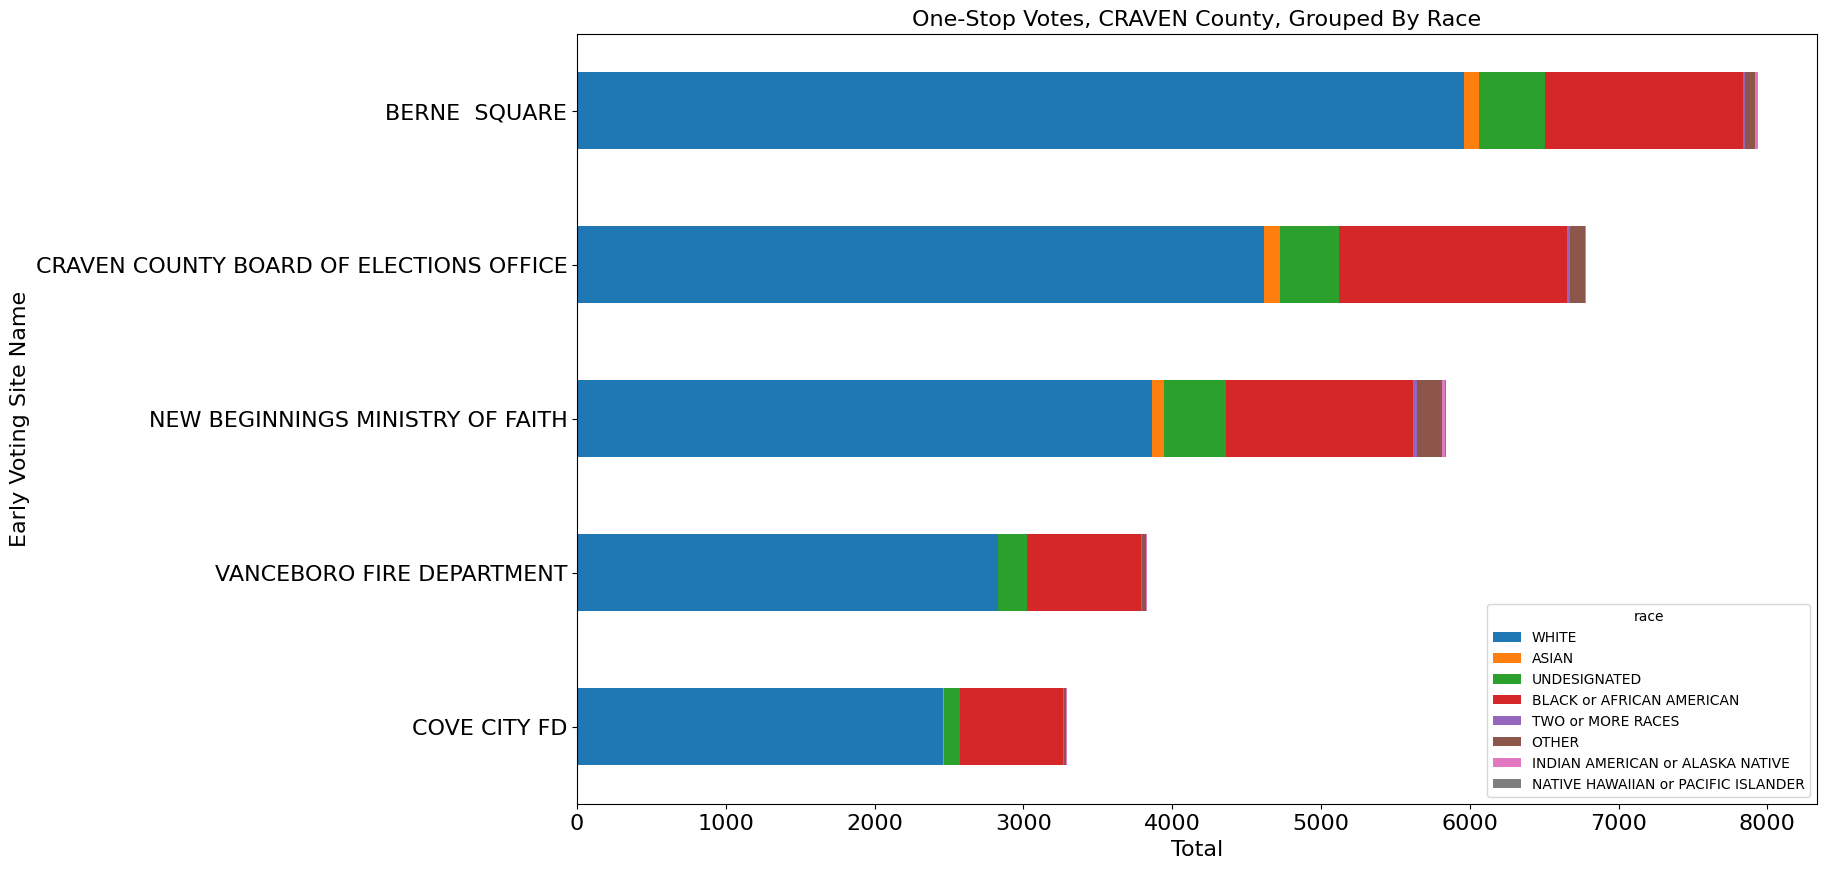 One-Stop Votes, CRAVEN County, Grouped By Race
Early Voting Site Name
BERNE  SQUARE
CRAVEN COUNTY BOARD OF ELECTIONS OFFICE
NEW BEGINNINGS MINISTRY OF FAITH
VANCEBORO FIRE DEPARTMENT
COVE CITY FD
race
WHITE
ASIAN
UNDESIGNATED
BLACK or AFRICAN AMERICAN
TWO or MORE RACES
OTHER
INDIAN AMERICAN or ALASKA NATIVE
NATIVE HAWAIIAN or PACIFIC ISLANDER
0 1000 2000 3000 4000 5000 6000 7000 8000
Total